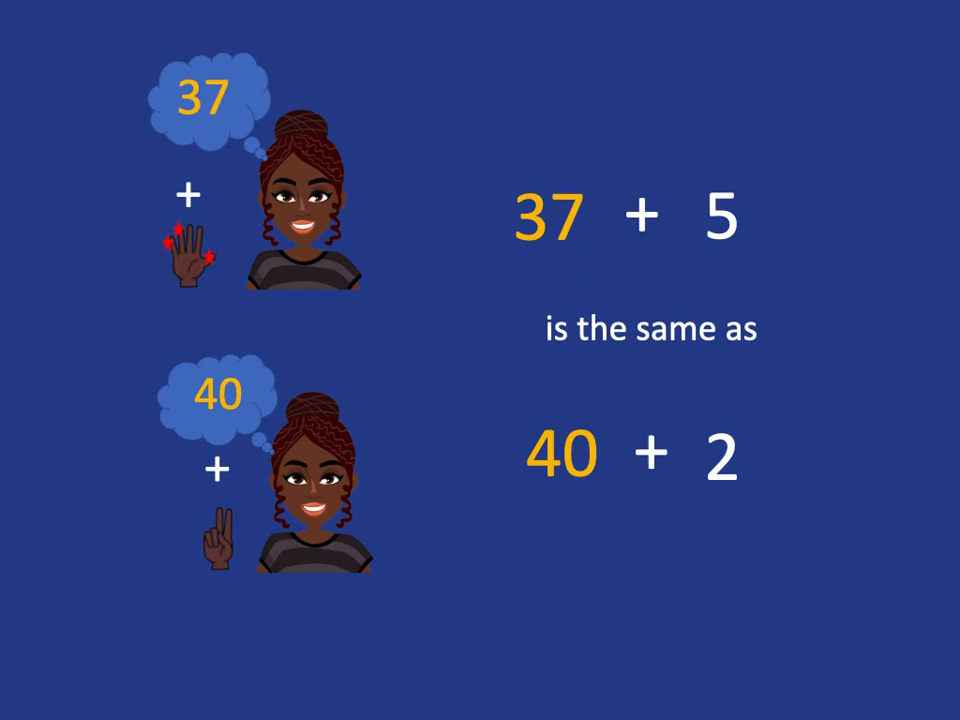 37
+
37 + 5
is the same as
40
+
40 + 2